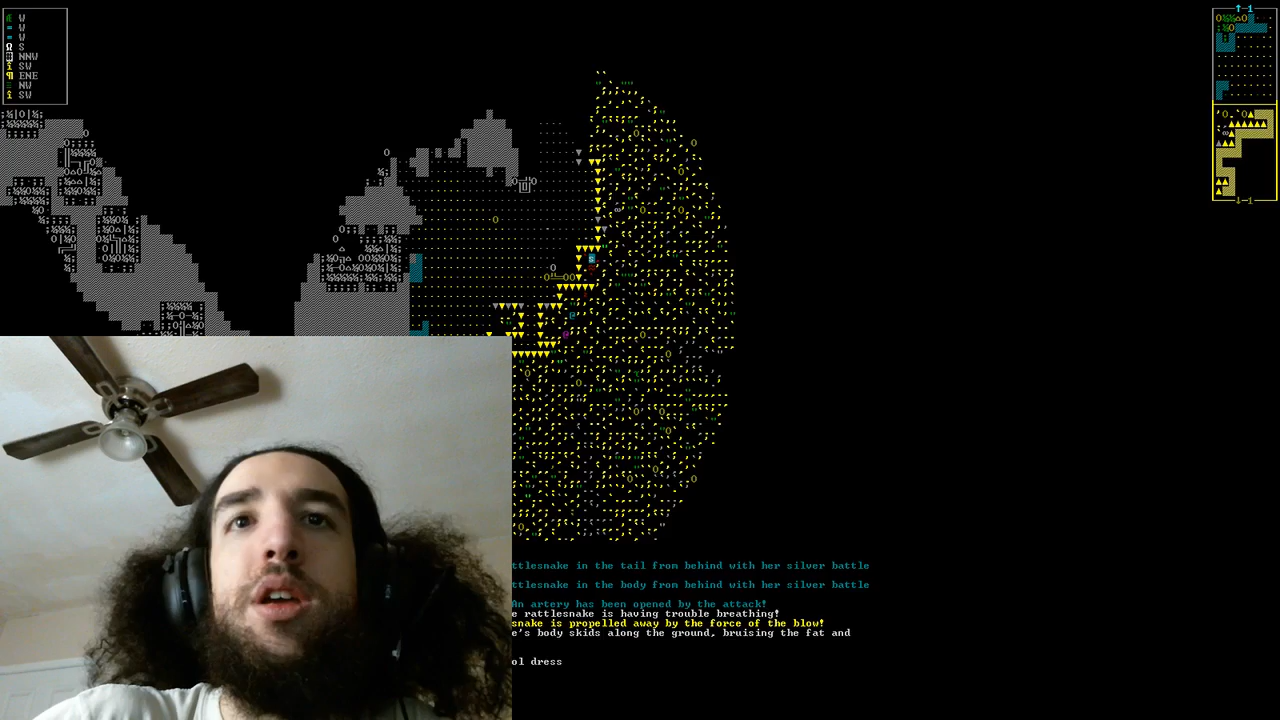 W
W
W
S
NNW
SW
ENE
NW
SW
↑-1
↓-1
ttlesnake in the tail from behind with her silver battle
ttlesnake in the body from behind with her silver battle
An artery has been opened by the attack!
e rattlesnake is having trouble breathing!
snake is propelled away by the force of the blow!
e's body skids along the ground, bruising the fat and
ol dress